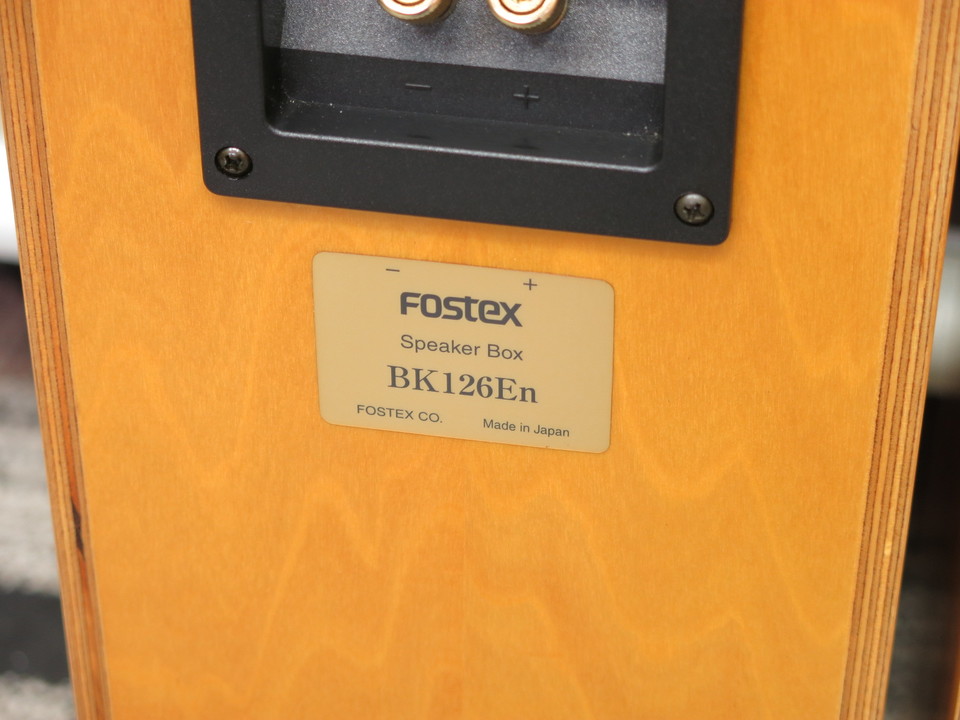 − +
− +
FOSTEX
Speaker Box
BK126En
FOSTEX CO. Made in Japan